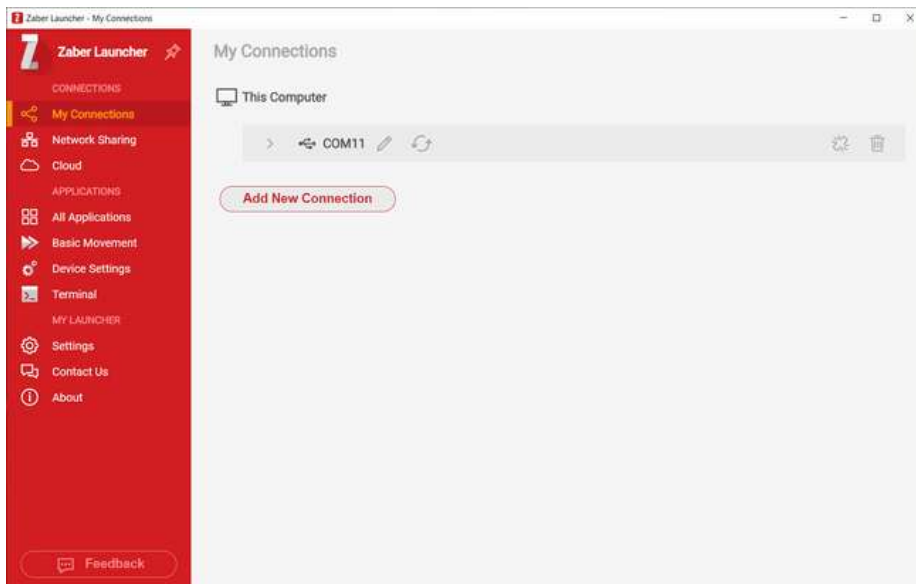 Zaber Launcher - My Connections
Zaber Launcher
CONNECTIONS
My Connections
Network Sharing
Cloud
APPLICATIONS
All Applications
Basic Movement
Device Settings
Terminal
MY LAUNCHER
Settings
Contact Us
About
Feedback
My Connections
This Computer
COM11
Add New Connection